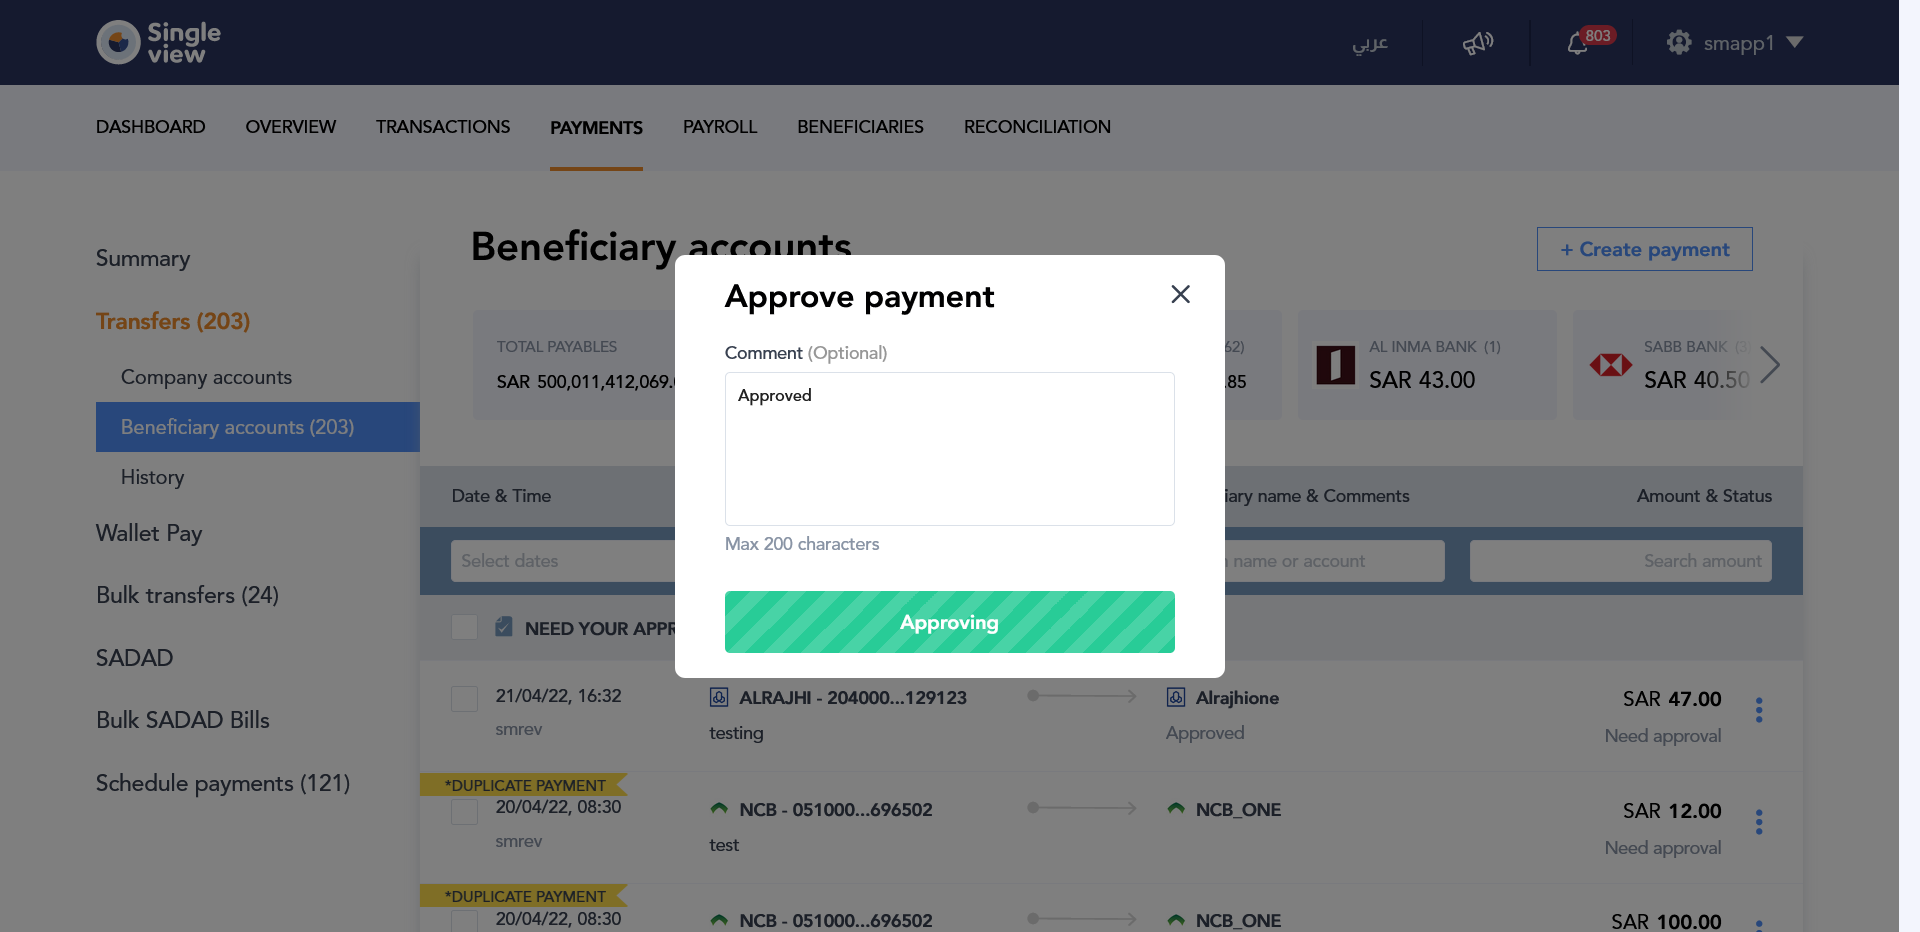 Single
view
عربي
803
smapp1
DASHBOARD
OVERVIEW
TRANSACTIONS
PAYMENTS
PAYROLL
BENEFICIARIES
RECONCILIATION
Summary
Transfers (203)
Company accounts
Beneficiary accounts (203)
History
Wallet Pay
Bulk transfers (24)
SADAD
Bulk SADAD Bills
Schedule payments (121)
Beneficiary accounts
+ Create payment
TOTAL PAYABLES
SAR 500,011,412,069.
62)
.85
AL INMA BANK (1)
SAR 43.00
SABB BANK (3)
SAR 40.50
Approve payment
Comment (Optional)
Approved
Max 200 characters
Approving
Date & Time
iary name & Comments
Amount & Status
Select dates
name or account
Search amount
NEED YOUR APPR
21/04/22, 16:32
smrev
ALRAJHI - 204000...129123
testing
Alrajhione
Approved
SAR 47.00
Need approval
*DUPLICATE PAYMENT
20/04/22, 08:30
smrev
NCB - 051000...696502
test
NCB_ONE
SAR 12.00
Need approval
*DUPLICATE PAYMENT
20/04/22, 08:30
NCB - 051000...696502
NCB_ONE
SAR 100.00